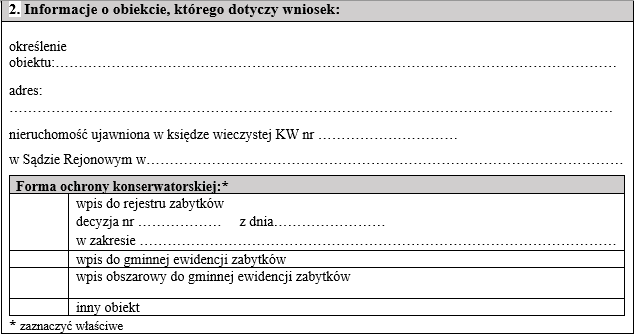 2. Informacje o obiekcie, którego dotyczy wniosek:
określenie
obiektu:……………………………………………………………………………………………………
adres:
……………………………………………………………………………………………………………
nieruchomość ujawniona w księdze wieczystej KW nr ……………………….
w Sądzie Rejonowym w……………………………………………………………………………………
Forma ochrony konserwatorskiej:*
wpis do rejestru zabytków
decyzja nr ……………… z dnia…………………….
w zakresie ……………………………………………………………………………………
wpis do gminnej ewidencji zabytków
wpis obszarowy do gminnej ewidencji zabytków
inny obiekt
* zaznaczyć właściwe